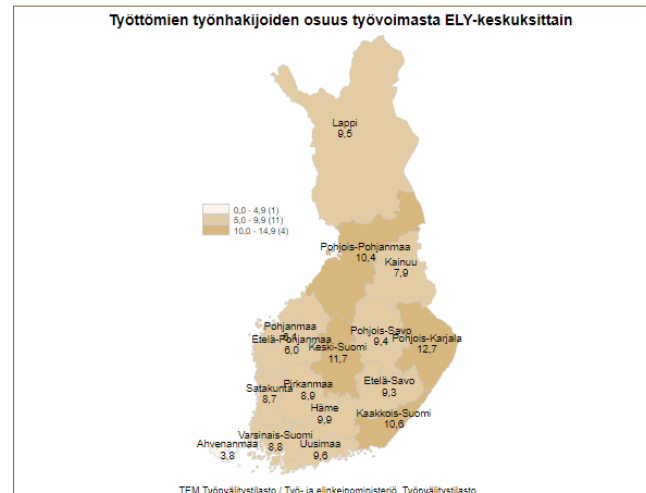 Työttömien työnhakijoiden osuus työvoimasta ELY-keskuksittain
Lappi
9,5
0,0 - 4,9 (1)
5,0 - 9,9 (11)
10,0 - 14,9 (4)
Pohjois-Pohjanmaa
10,4
Kainuu
7,9
Pohjanmaa
Etelä-Pohjanmaa
6,0
Keski-Suomi
11,7
Pohjois-Savo
9,4
Pohjois-Karjala
12,7
Etelä-Savo
9,3
Pirkanmaa
8,9
Satakunta
8,7
Häme
9,9
Kaakkois-Suomi
10,6
Varsinais-Suomi
8,8
Ahvenanmaa
3,8
Uusimaa
9,6
TEM Työnvälitystilasto / Työ- ja elinkeinoministeriö, Työnvälitystilasto